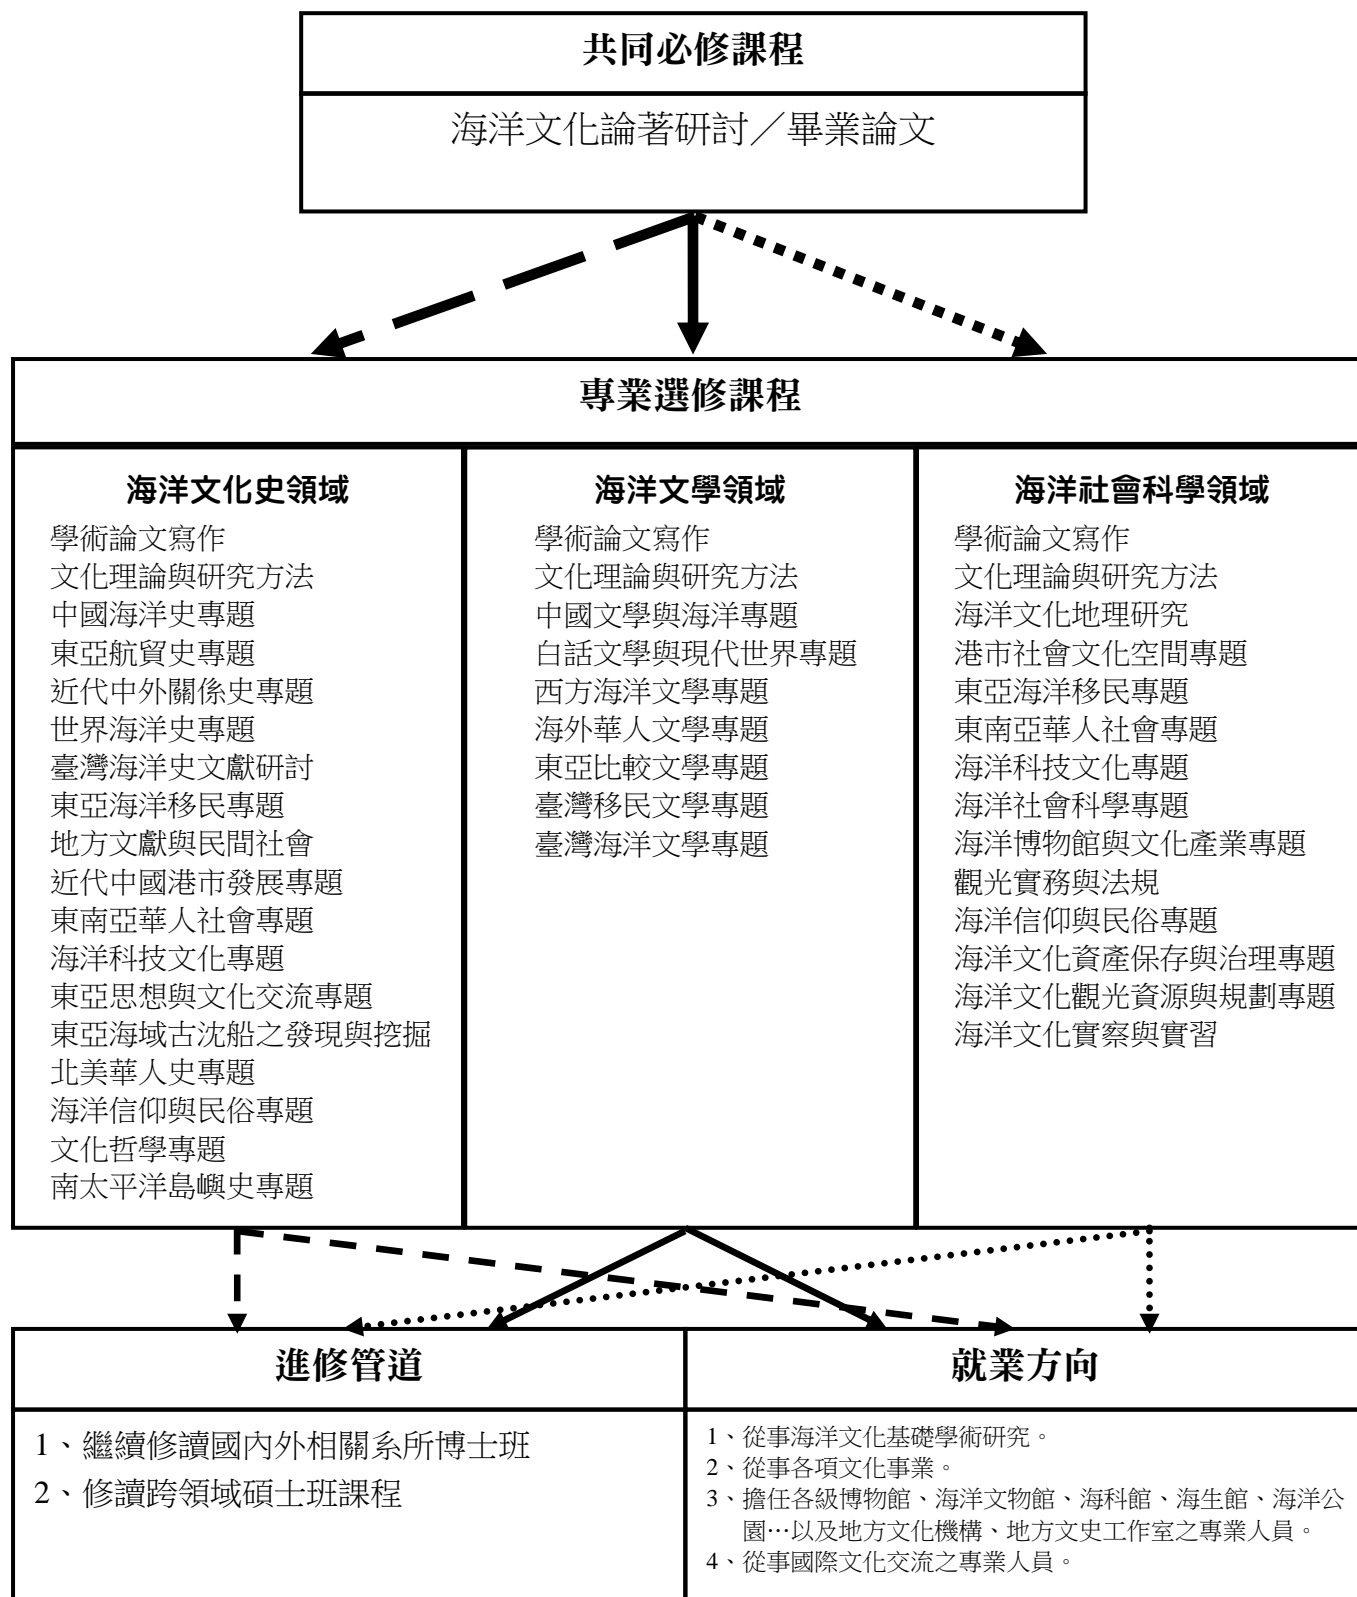 共同必修課程
海洋文化論著研討／畢業論文
專業選修課程
海洋文化史領域
學術論文寫作
文化理論與研究方法
中國海洋史專題
東亞航貿史專題
近代中外關係史專題
世界海洋史專題
臺灣海洋史文獻研討
東亞海洋移民專題
地方文獻與民間社會
近代中國港市發展專題
東南亞華人社會專題
海洋科技文化專題
東亞思想與文化交流專題
東亞海域古沈船之發現與挖掘
北美華人史專題
海洋信仰與民俗專題
文化哲學專題
南太平洋島嶼史專題
海洋文學領域
學術論文寫作
文化理論與研究方法
中國文學與海洋專題
白話文學與現代世界專題
西方海洋文學專題
海外華人文學專題
東亞比較文學專題
臺灣移民文學專題
臺灣海洋文學專題
海洋社會科學領域
學術論文寫作
文化理論與研究方法
海洋文化地理研究
港市社會文化空間專題
東亞海洋移民專題
東南亞華人社會專題
海洋科技文化專題
海洋社會科學專題
海洋博物館與文化產業專題
觀光實務與法規
海洋信仰與民俗專題
海洋文化資產保存與治理專題
海洋文化觀光資源與規劃專題
海洋文化實察與實習
進修管道
1、繼續修讀國內外相關系所博士班
2、修讀跨領域碩士班課程
就業方向
1、從事海洋文化基礎學術研究。
2、從事各項文化事業。
3、擔任各級博物館、海洋文物館、海科館、海生館、海洋公
園…以及地方文化機構、地方文史工作室之專業人員。
4、從事國際文化交流之專業人員。